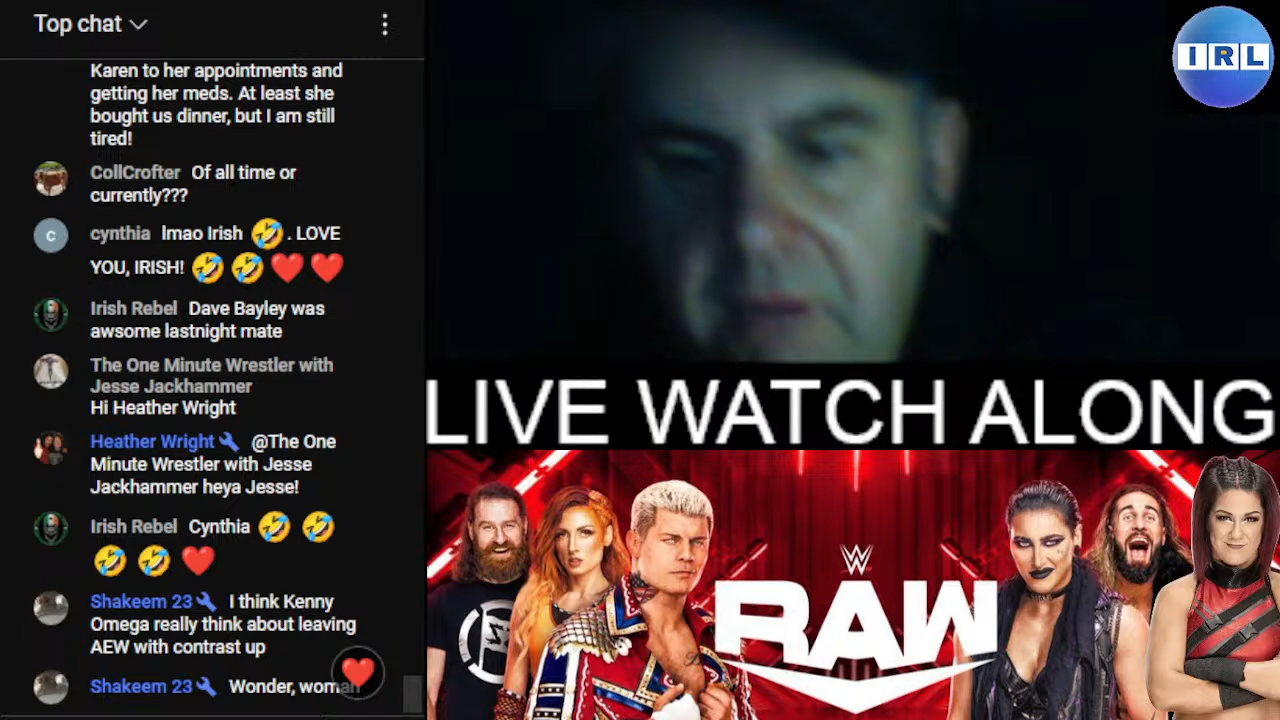 Top chat
Karen to her appointments and
getting her meds. At least she
bought us dinner, but I am still
tired!
CollCrofter Of all time or
currently???
cynthia lmao Irish 🤣. LOVE
YOU, IRISH! 🤣 🤣 ❤️ ❤️
Irish Rebel Dave Bayley was
awsome lastnight mate
The One Minute Wrestler with
Jesse Jackhammer
Hi Heather Wright
Heather Wright @The One
Minute Wrestler with Jesse
Jackhammer heya Jesse!
Irish Rebel Cynthia 🤣 🤣
🤣 🤣 ❤️
Shakeem 23 I think Kenny
Omega really think about leaving
AEW with contrast up
Shakeem 23 Wonder, woman
C
IRL
LIVE WATCH ALONG
W
RAW